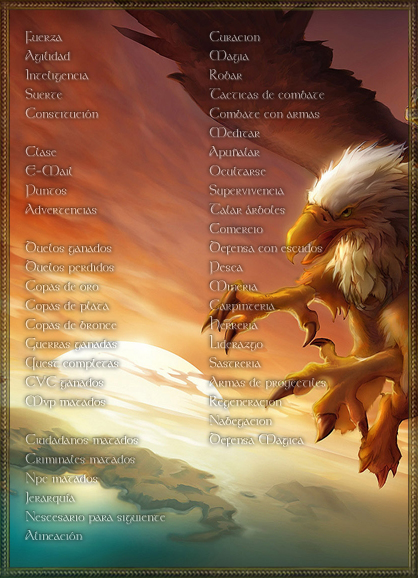 Fuerza
Agilidad
Inteligencia
Suerte
Constitución
Clase
E-Mail
Puntos
Advertencias
Duelos ganados
Duelos perdidos
Copas de oro
Copas de plata
Copas de bronce
Guerras ganadas
Quest completas
CVC ganados
Mvp matados
Ciudadanos matados
Criminales matados
Npc matados
Jerarquía
Nescesario para siguiente
Alineación
Curacion
Magia
Robar
Tacticas de combate
Combate con armas
Meditar
Apuñalar
Ocultarse
Supervivencia
Talar árboles
Comercio
Defensa con escudos
Pesca
Mineria
Carpinteria
Herreria
Liderazgo
Sastreria
Armas de proyectiles
Regeneracion
Nabegacion
Defensa Magica